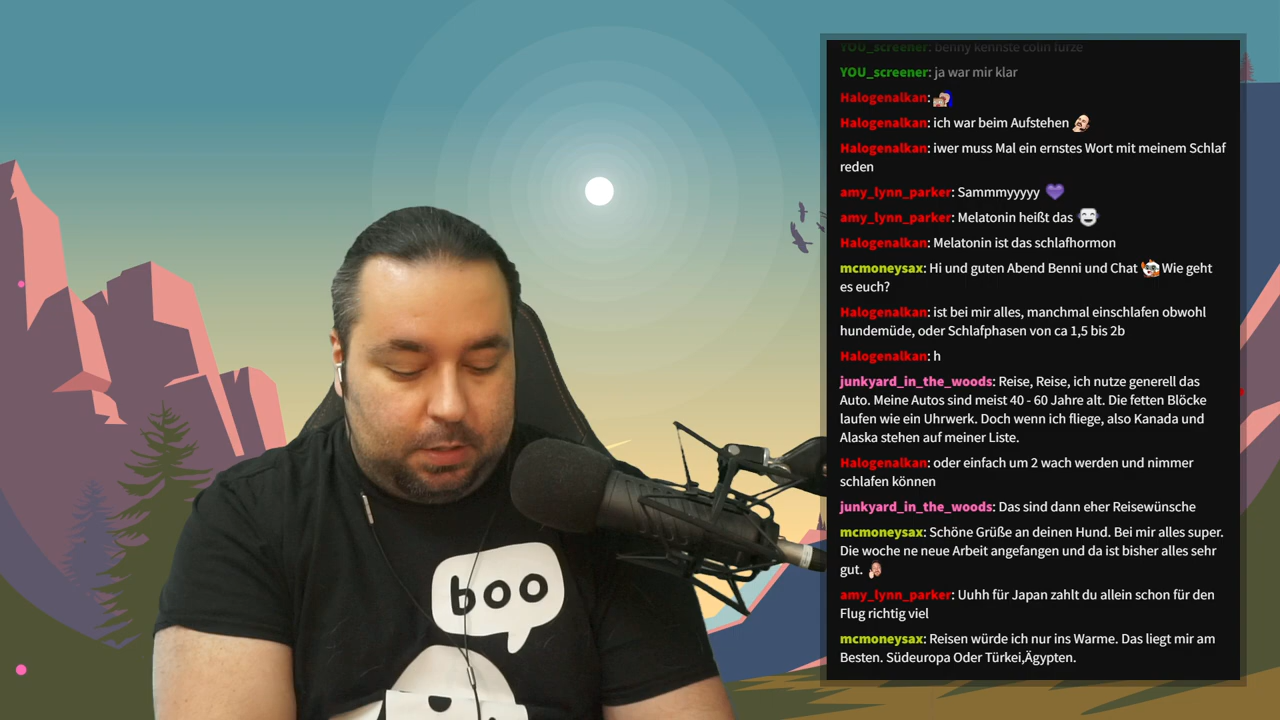 YOU_screener: benny kennste colin furze
YOU_screener: ja war mir klar
Halogenalkan:
Halogenalkan: ich war beim Aufstehen
Halogenalkan: iwer muss Mal ein ernstes Wort mit meinem Schlaf
reden
amy_lynn_parker: Sammmyyyyy
amy_lynn_parker: Melatonin heißt das
Halogenalkan: Melatonin ist das schlafhormon
mcmoneysax: Hi und guten Abend Benni und Chat Wie geht
es euch?
Halogenalkan: ist bei mir alles, manchmal einschlafen obwohl
hundemüde, oder Schlafphasen von ca 1,5 bis 2b
Halogenalkan: h
junkyard_in_the_woods: Reise, Reise, ich nutze generell das
Auto. Meine Autos sind meist 40 - 60 Jahre alt. Die fetten Blöcke
laufen wie ein Uhrwerk. Doch wenn ich fliege, also Kanada und
Alaska stehen auf meiner Liste.
Halogenalkan: oder einfach um 2 wach werden und nimmer
schlafen können
junkyard_in_the_woods: Das sind dann eher Reisewünsche
mcmoneysax: Schöne Grüße an deinen Hund. Bei mir alles super.
Die woche ne neue Arbeit angefangen und da ist bisher alles sehr
gut.
amy_lynn_parker: Uuhh für Japan zahlt du allein schon für den
Flug richtig viel
mcmoneysax: Reisen würde ich nur ins Warme. Das liegt mir am
Besten. Südeuropa Oder Türkei,Ägypten.
boo